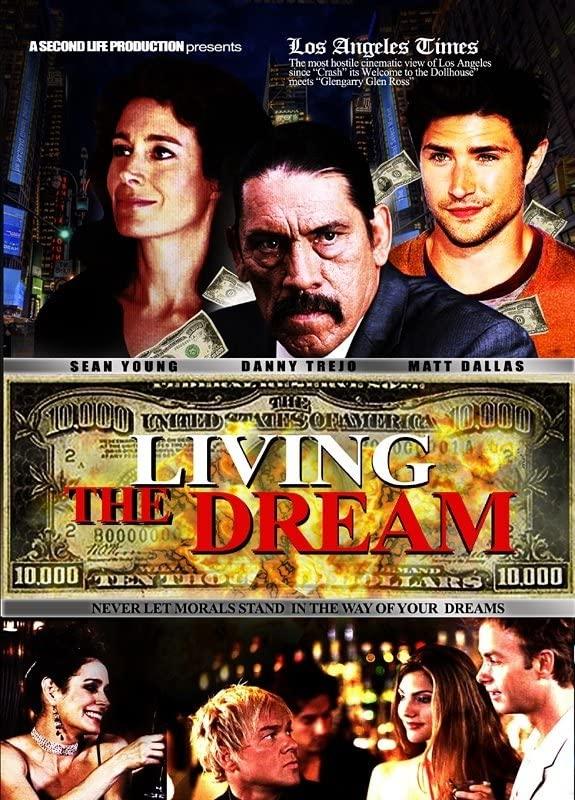 A SECOND LIFE PRODUCTION presents
Los Angeles Times
The most hostile cinematic view of Los Angeles
since "Crash" its Welcome to the Dollhouse"
meets "Glengarry Glen Ross"
SEAN YOUNG DANNY TREJO MATT DALLAS
FEDERAL RESERVE NOTE
THE
10,000 UNITED STATES OF AMERICA 10,000
LIVING
THE DREAM
10,000 TEN THOUSAND DOLLARS 10,000
NEVER LET MORALS STAND IN THE WAY OF YOUR DREAMS